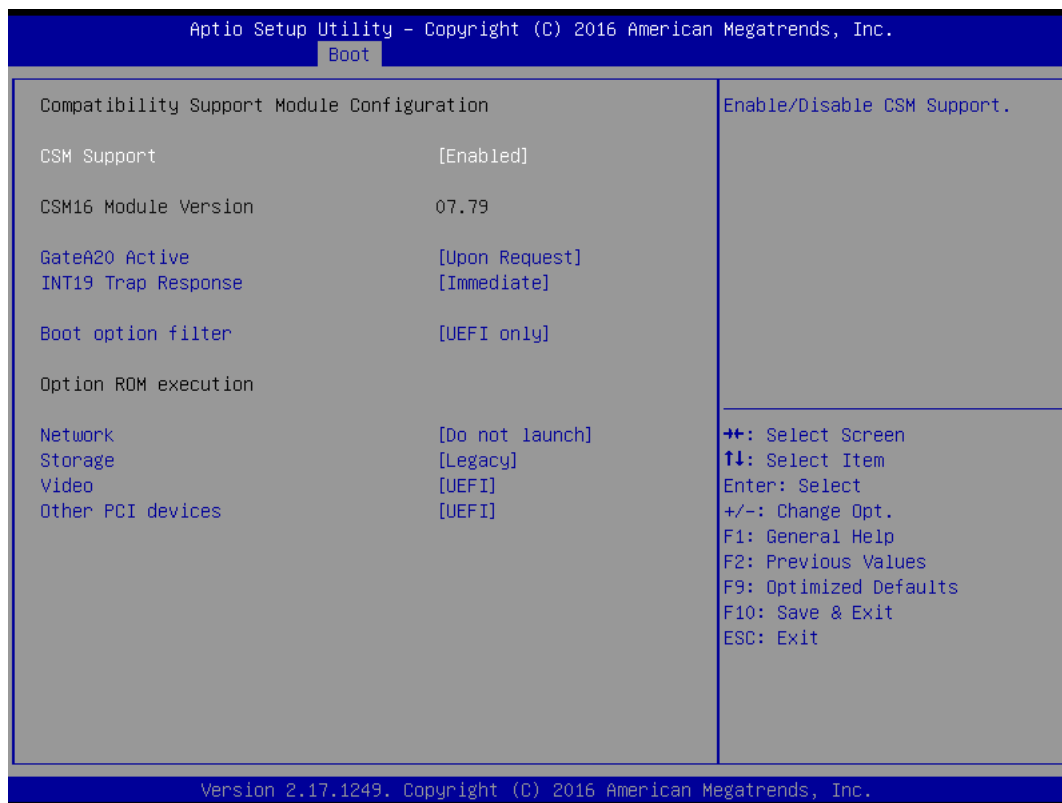 Aptio Setup Utility – Copyright (C) 2016 American Megatrends, Inc.
Boot
Compatibility Support Module Configuration
CSM Support [Enabled]
CSM16 Module Version 07.79
GateA20 Active [Upon Request]
INT19 Trap Response [Immediate]
Boot option filter [UEFI only]
Option ROM execution
Network [Do not launch]
Storage [Legacy]
Video [UEFI]
Other PCI devices [UEFI]
Enable/Disable CSM Support.
→←: Select Screen
↑↓: Select Item
Enter: Select
+/-: Change Opt.
F1: General Help
F2: Previous Values
F9: Optimized Defaults
F10: Save & Exit
ESC: Exit
Version 2.17.1249. Copyright (C) 2016 American Megatrends, Inc.